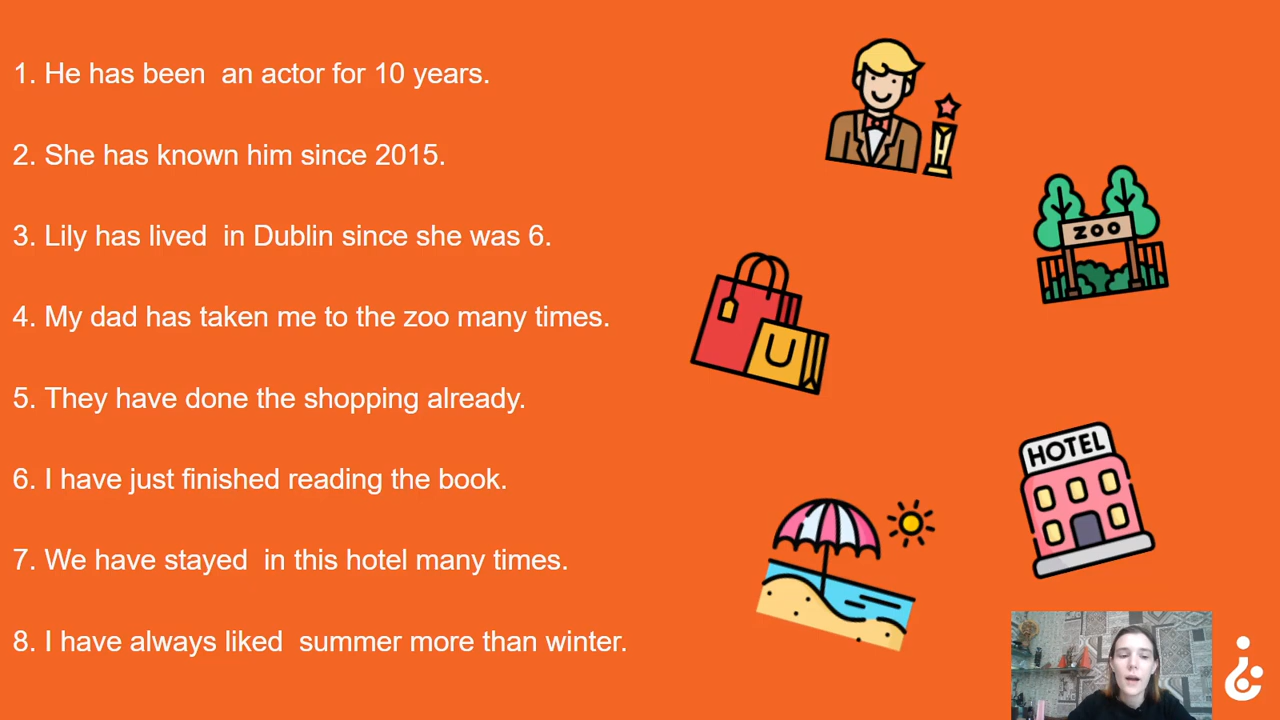 1. He has been  an actor for 10 years.
2. She has known him since 2015.
3. Lily has lived  in Dublin since she was 6.
4. My dad has taken me to the zoo many times.
5. They have done the shopping already.
6. I have just finished reading the book.
7. We have stayed  in this hotel many times.
8. I have always liked  summer more than winter.
ZOO
U
HOTEL